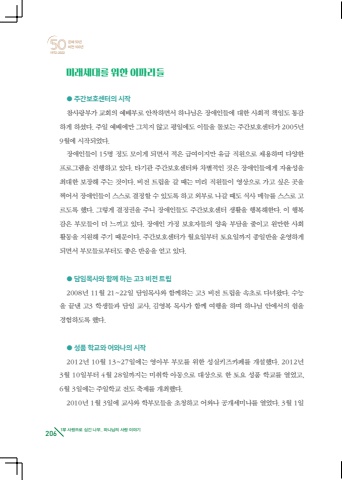 50
미래세대를 위한 이파리들
● 주간보호센터의 시작
참사랑부가 교회의 예배부로 안착하면서 하나님은 장애인들에 대한 사회적 책임도 통감
하게 하셨다. 주일 예배에만 그치지 않고 평일에도 이들을 돌보는 주간보호센터가 2005년
9월에 시작되었다.
장애인들이 15명 정도 모이게 되면서 적은 급여이지만 유급 직원으로 채용하며 다양한
프로그램을 진행하고 있다. 타기관 주간보호센터와 차별적인 것은 장애인들에게 자율성을
최대한 보장해 주는 것이다. 비전 트립을 갈 때는 미리 직원들이 영상으로 가고 싶은 곳을
찍어서 장애인들이 스스로 결정할 수 있도록 하고 외부로 나갈 때도 식사 메뉴를 스스로 고
르도록 했다. 그렇게 결정권을 주니 장애인들도 주간보호센터 생활을 행복해한다. 이 행복
감은 부모들이 더 느끼고 있다. 장애인 가정 보호자들의 양육 부담을 줄이고 원만한 사회
활동을 지원해 주기 때문이다. 주간보호센터가 월요일부터 토요일까지 종일반을 운영하게
되면서 부모들로부터도 좋은 반응을 얻고 있다.
● 담임목사와 함께 하는 고3 비전 트립
2008년 11월 21~22일 담임목사와 함께하는 고3 비전 트립을 속초로 다녀왔다. 수능
을 끝낸 고3 학생들과 담임 교사, 김영복 목사가 함께 여행을 하며 하나님 안에서의 쉼을
경험하도록 했다.
● 성품 학교와 어와나의 시작
2012년 10월 13~27일에는 영아부 부모를 위한 성실키즈카페를 개설했다. 2012년
3월 10일부터 4월 28일까지는 미취학 아동으로 대상으로 한 토요 성품 학교를 열었고,
6월 3일에는 주일학교 전도 축제를 개최했다.
2010년 1월 3일에 교사와 학부모들을 초청하고 어와나 공개세미나를 열었다. 3월 1일
206
1부 사랑으로 심긴 나무, 하나님의 사랑 이야기